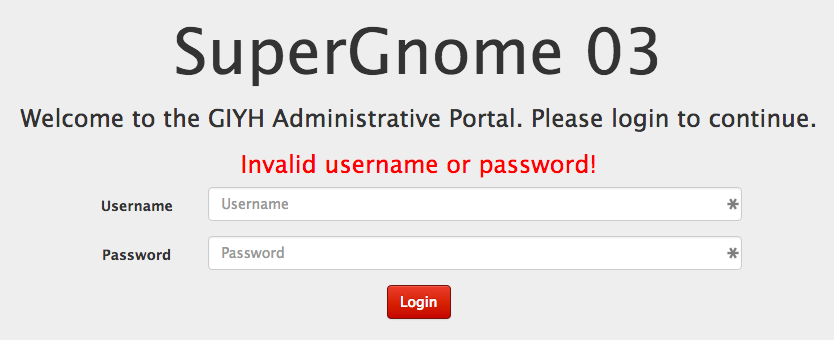 SuperGnome 03
Welcome to the GIYH Administrative Portal. Please login to continue.
Invalid username or password!
Username Username *
Password Password *
Login